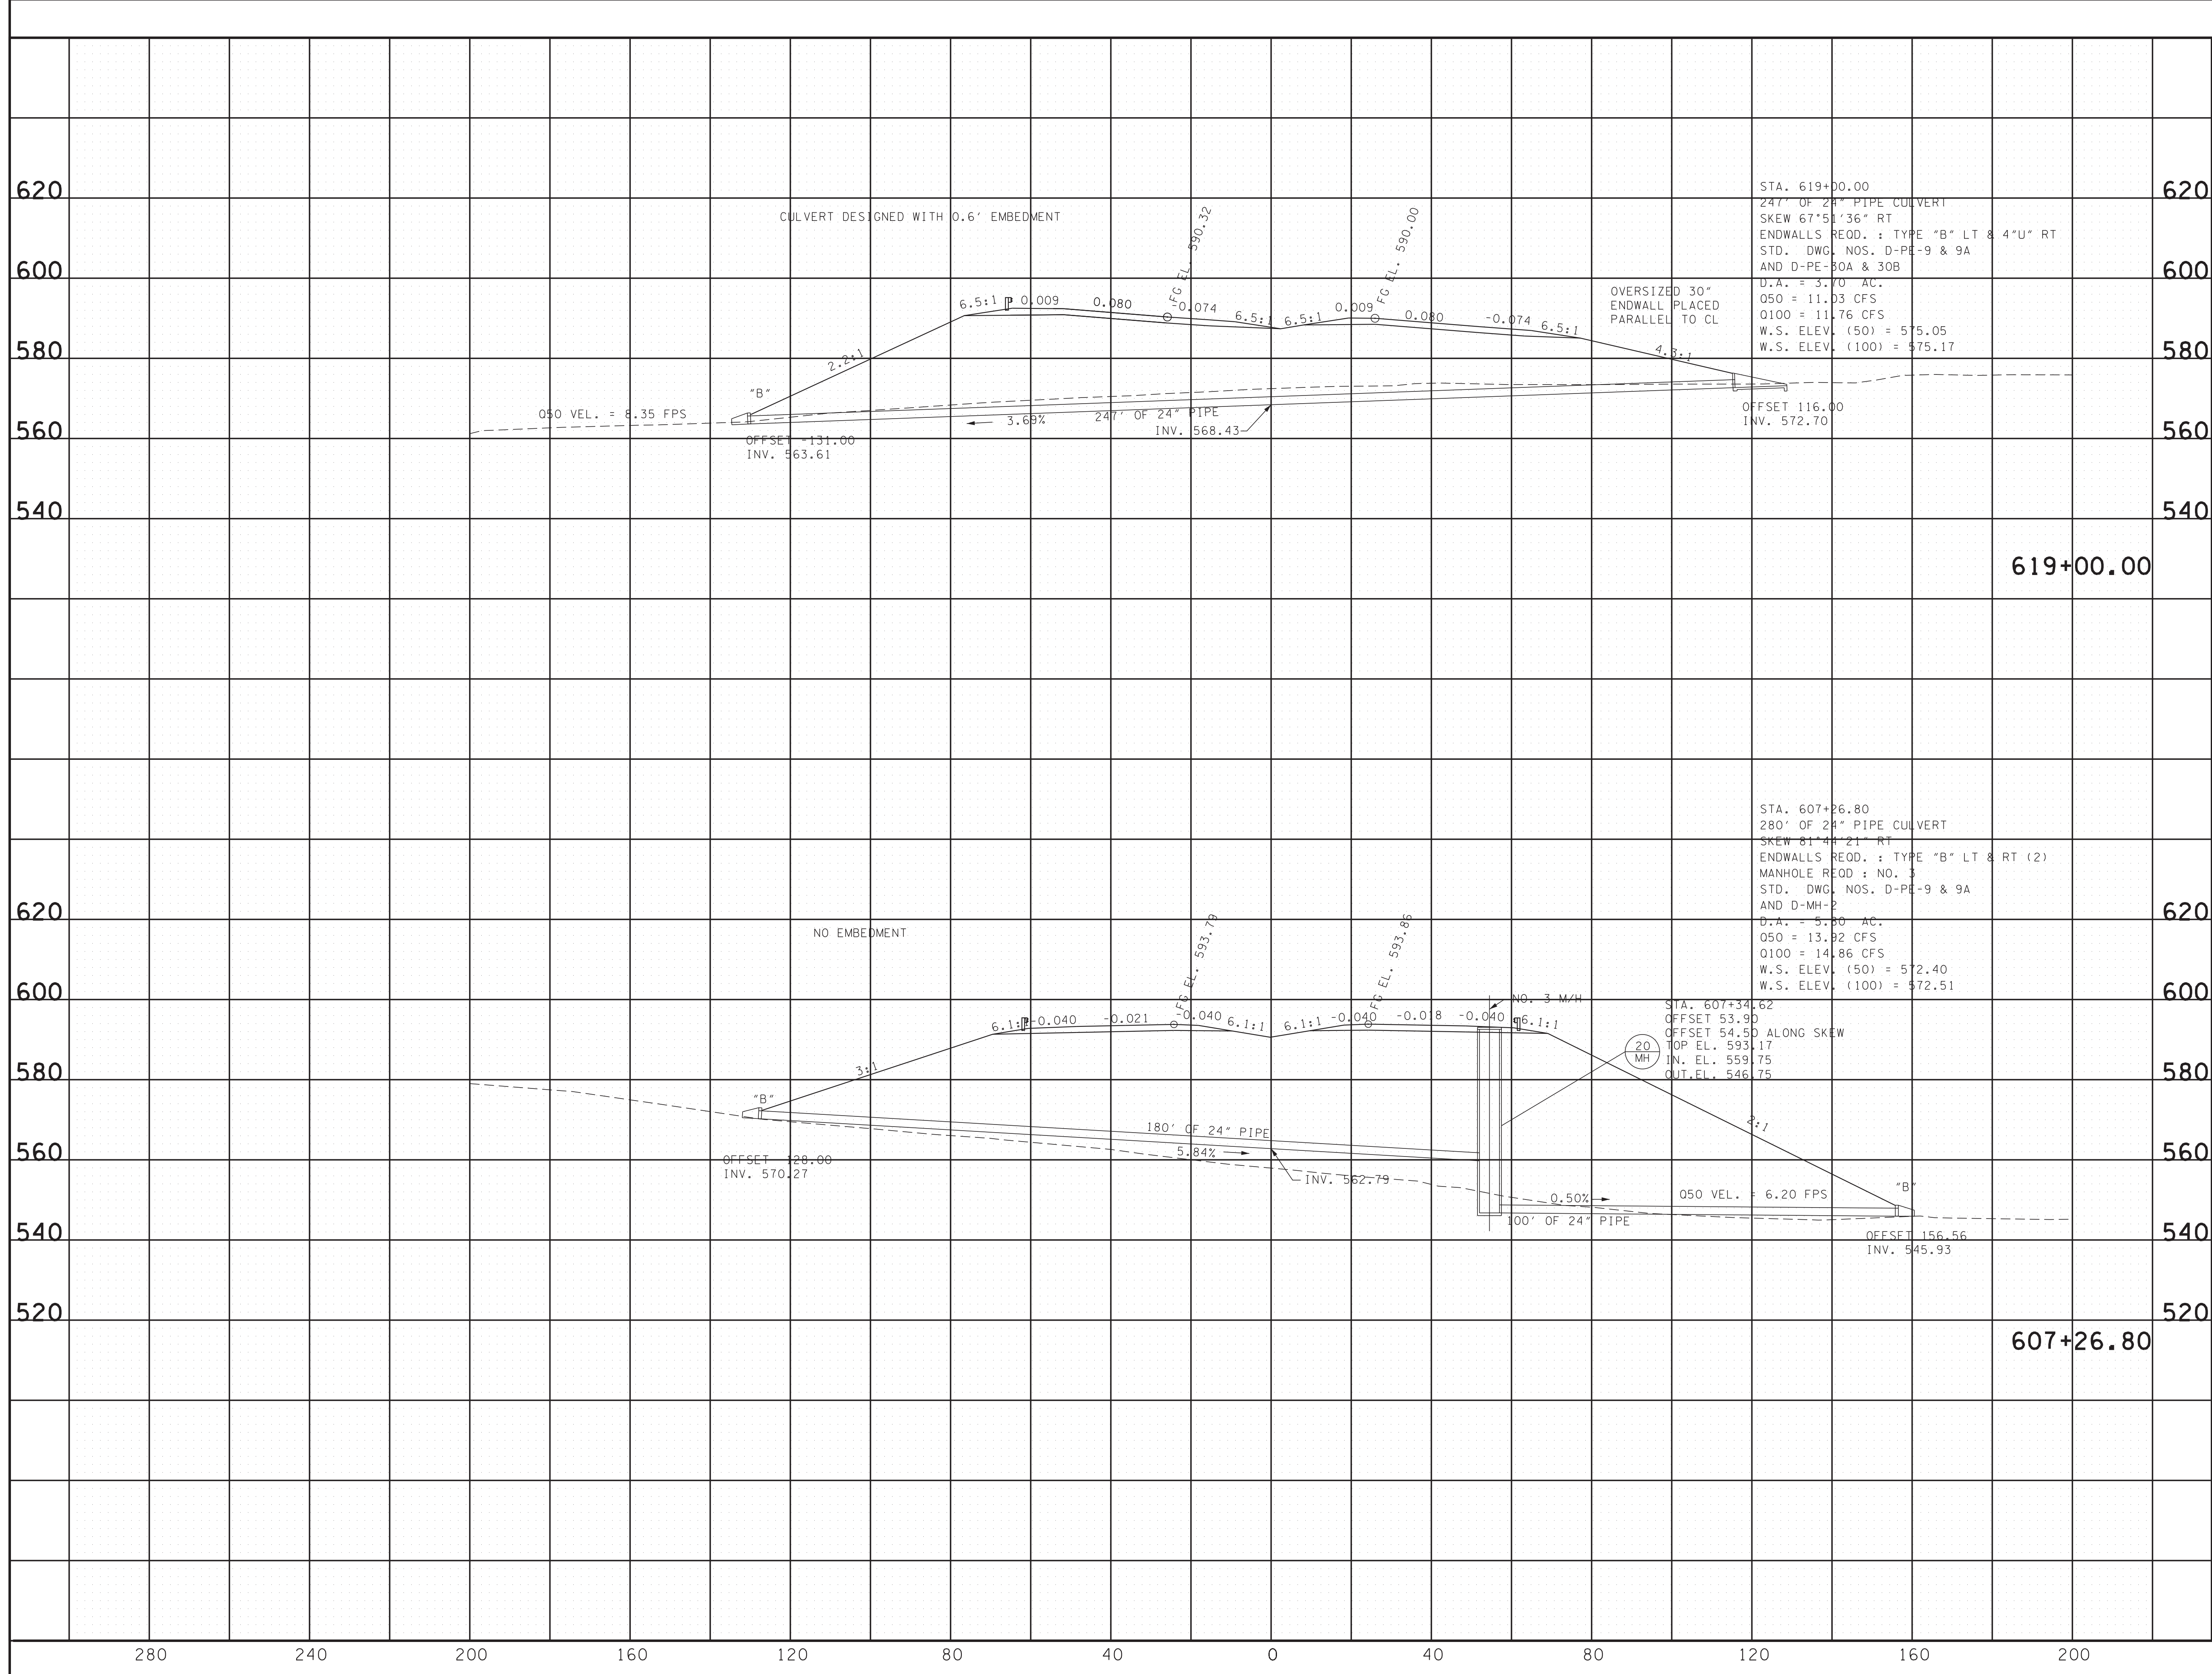 620
620
STA. 619+00.00
247' OF 24" PIPE CULVERT
SKEW 67°51'36" RT
ENDWALLS REQD. : TYPE "B" LT & 4"U" RT
STD. DWG. NOS. D-PE-9 & 9A
AND D-PE-30A & 30B
D.A. = 3.70 AC.
Q50 = 11.03 CFS
Q100 = 11.76 CFS
W.S. ELEV. (50) = 575.05
W.S. ELEV. (100) = 575.17
CULVERT DESIGNED WITH 0.6' EMBEDMENT
FG EL. 590.32
FG EL. 590.00
600
600
OVERSIZED 30"
ENDWALL PLACED
PARALLEL TO CL
6.5:1
0.009
0.080
-0.074
6.5:1
6.5:1
0.009
0.080
-0.074
6.5:1
580
580
2.2:1
4.3:1
"B"
Q50 VEL. = 8.35 FPS
3.69%
247' OF 24" PIPE
INV. 568.43
OFFSET 116.00
INV. 572.70
560
560
OFFSET -131.00
INV. 563.61
540
540
619+00.00
STA. 607+26.80
280' OF 24" PIPE CULVERT
SKEW 81°44'21" RT
ENDWALLS REQD. : TYPE "B" LT & RT (2)
MANHOLE REQD : NO. 3
STD. DWG. NOS. D-PE-9 & 9A
AND D-MH-2
D.A. = 5.80 AC.
Q50 = 13.92 CFS
Q100 = 14.86 CFS
W.S. ELEV. (50) = 572.40
W.S. ELEV. (100) = 572.51
620
620
NO EMBEDMENT
FG EL. 593.79
FG EL. 593.86
600
600
NO. 3 M/H
STA. 607+34.62
OFFSET 53.90
OFFSET 54.50 ALONG SKEW
TOP EL. 593.17
IN. EL. 559.75
OUT.EL. 546.75
20
MH
6.1:1
-0.040
-0.021
-0.040
6.1:1
6.1:1
-0.040
-0.018
-0.040
6.1:1
580
580
3:1
2:1
"B"
180' OF 24" PIPE
5.84%
560
560
OFFSET -128.00
INV. 570.27
INV. 562.79
0.50%
Q50 VEL. = 6.20 FPS
"B"
100' OF 24" PIPE
540
540
OFFSET 156.56
INV. 545.93
520
520
607+26.80
280 240 200 160 120 80 40 0 40 80 120 160 200